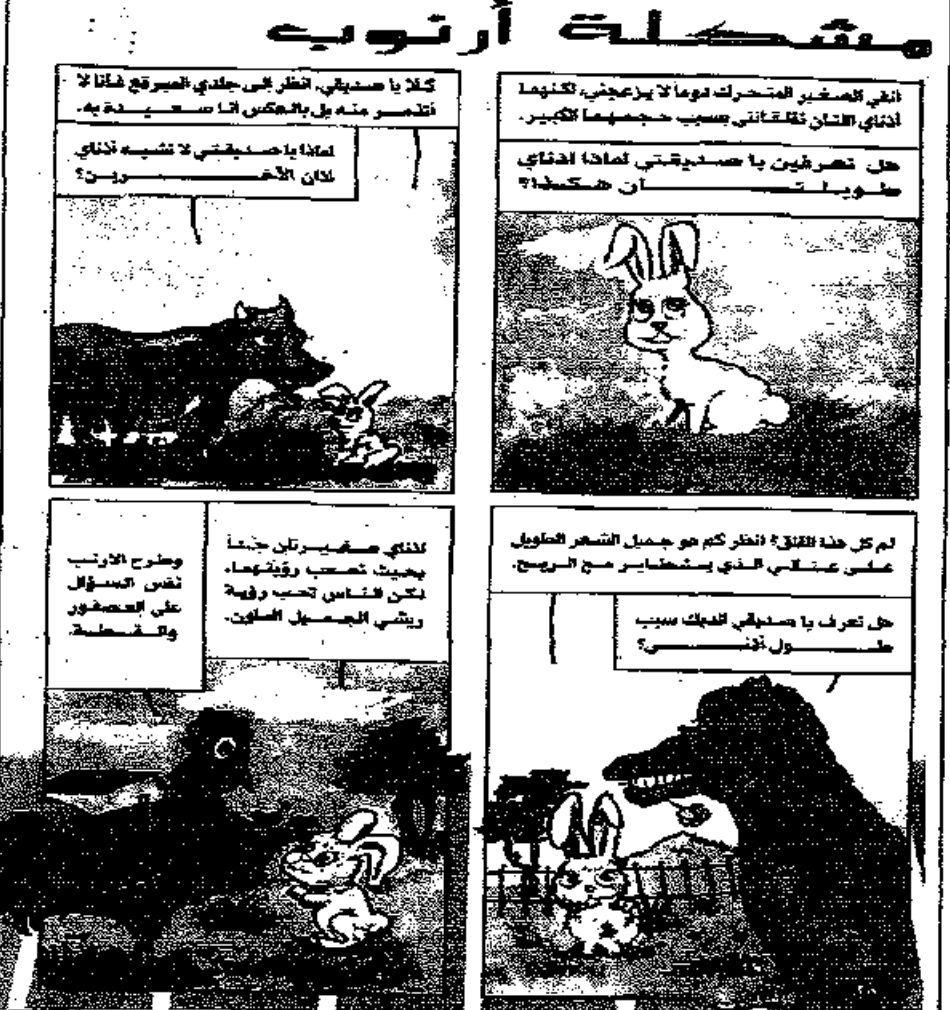 مشكلة أرنوب
أنفي الصغير المتحرك دوماً لا يزعجني، لكنهما
أذناي اللتان تقلقانني بسبب حجمهما الكبير.
هل تعرفين يا صديقتي لماذا اذناي
طويلتان هكذا؟
كلا يا صديقي، انظر إلى جلدي المبرقع فأنا لا
أتذمر منه بل بالعكس انا سعيدة به.
لماذا يا صديقتي لا تشبه أذناي
آذان الأخرين؟
لم كل هذا القلق؟ انظر كم هو جميل الشعر الطويل
على عنقي الذي يتطاير مع الريح.
هل تعرف يا صديقي الديك سبب
طول أذني؟
أذناي صغيرتان جداً
بحيث تصعب رؤيتهما،
لكن الناس تحب رؤية
ريشي الجميل الملون.
وطرح الارنب
نفس السؤال
على العصفور
والقطة.